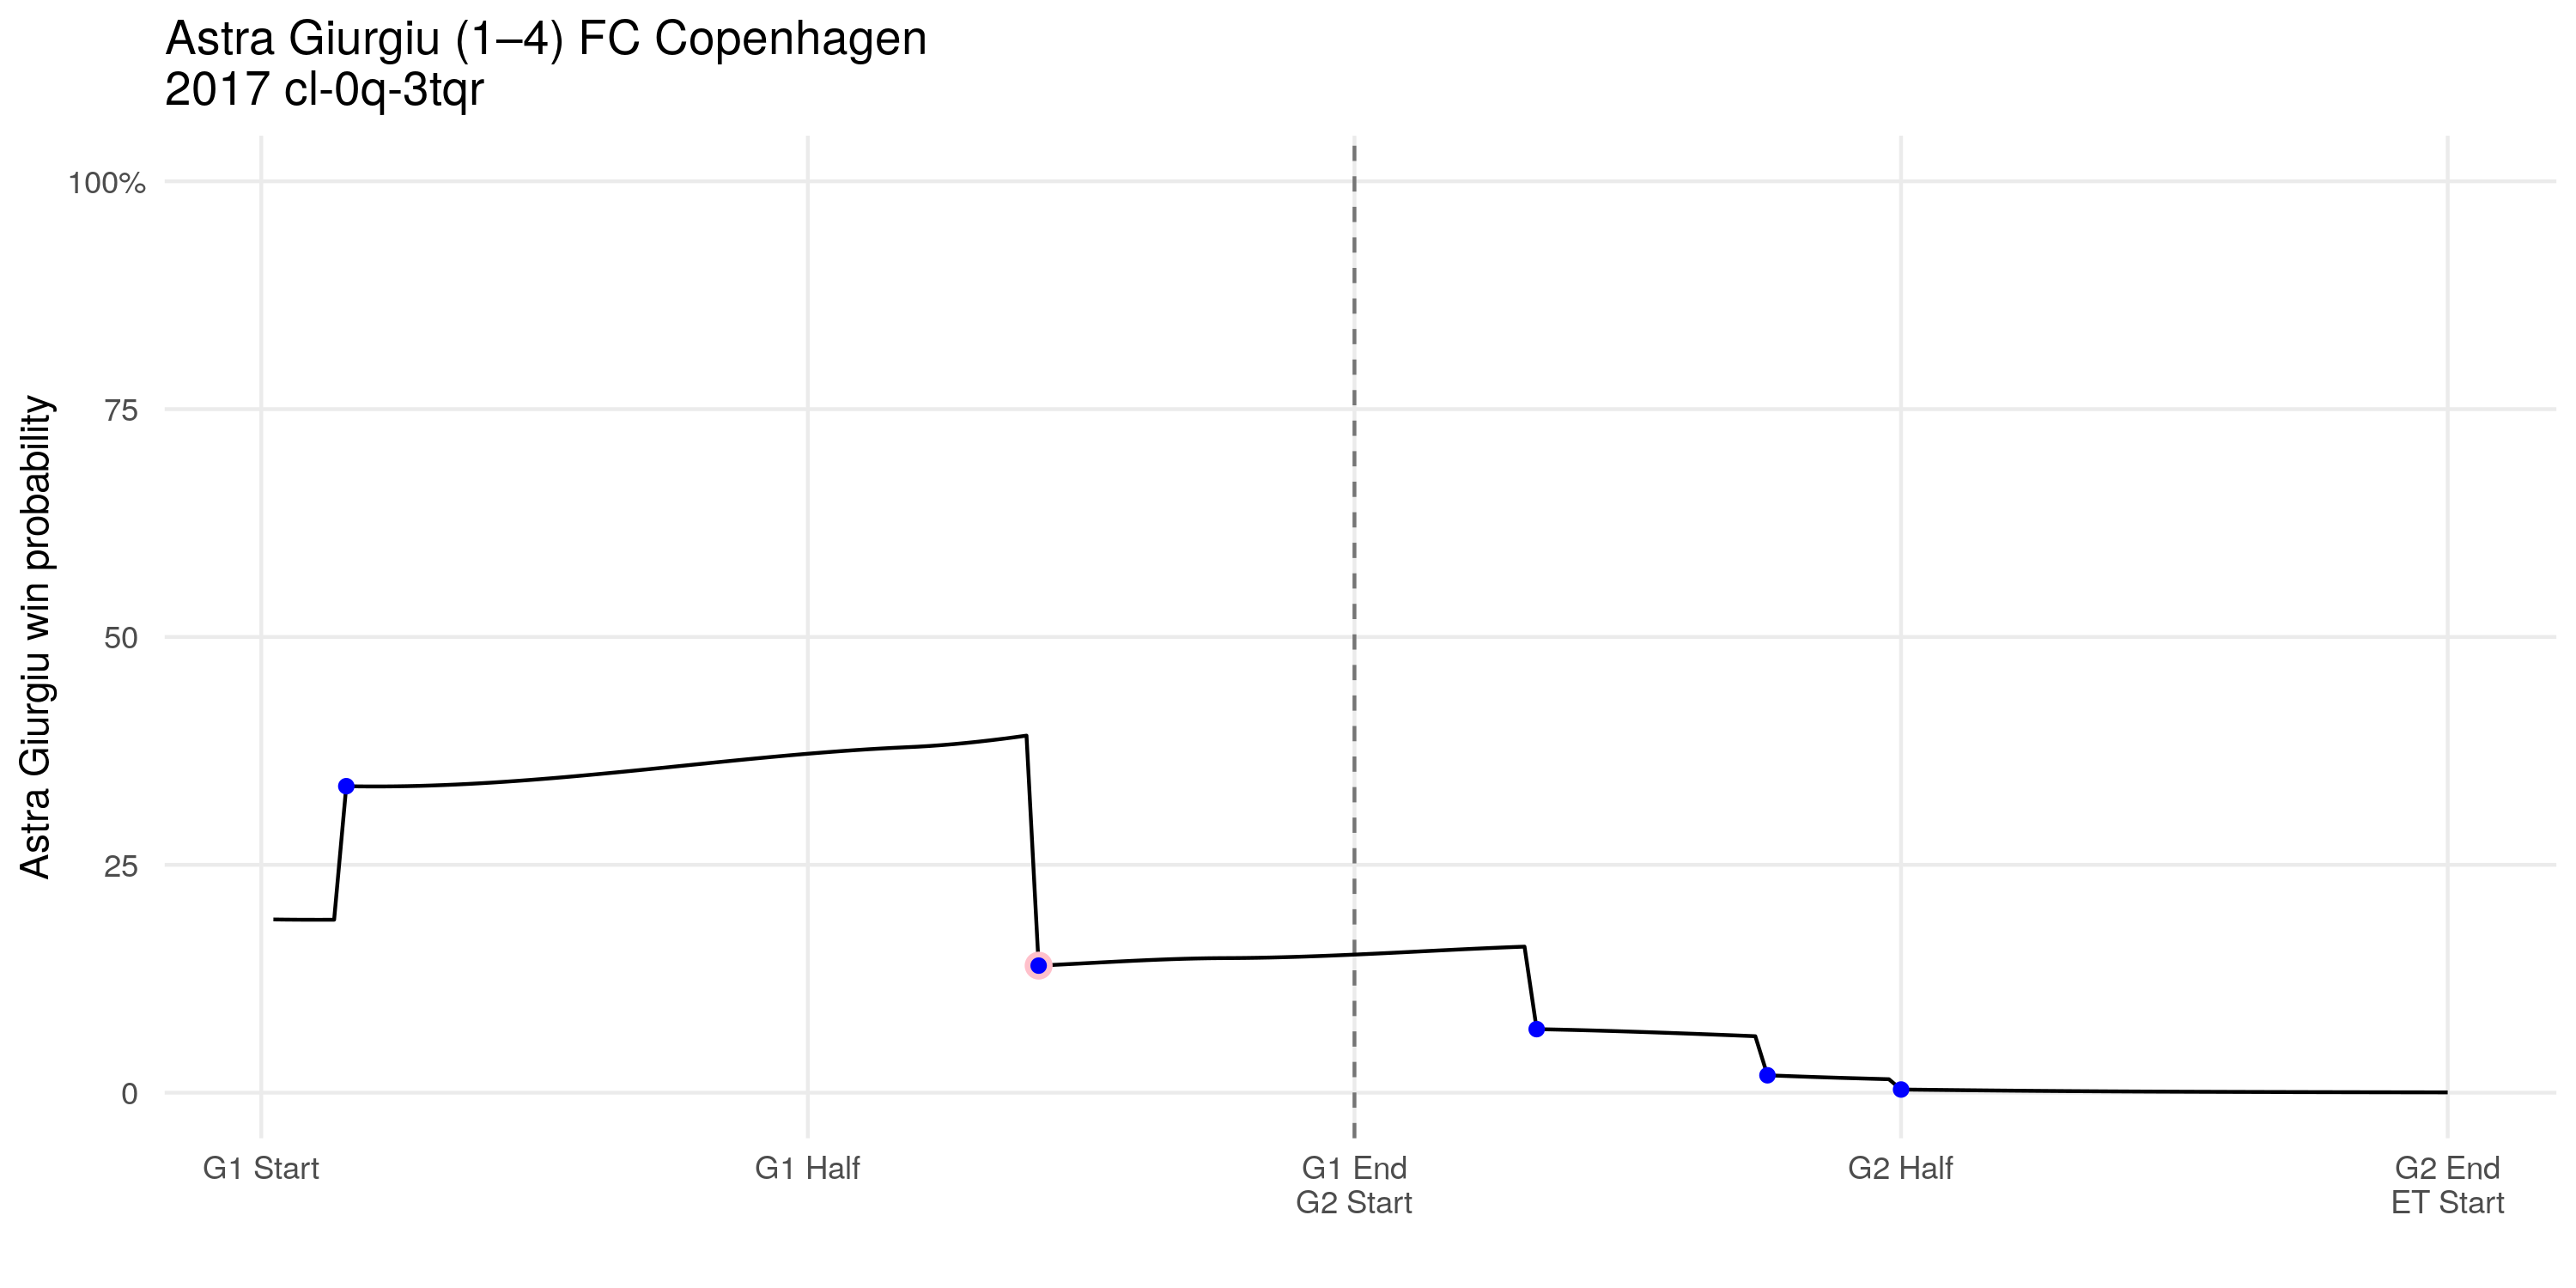 Astra Giurgiu (1–4) FC Copenhagen
2017 cl-0q-3tqr
Astra Giurgiu win probability
100%
75
50
25
0
G1 Start
G1 Half
G1 End
G2 Start
G2 Half
G2 End
ET Start